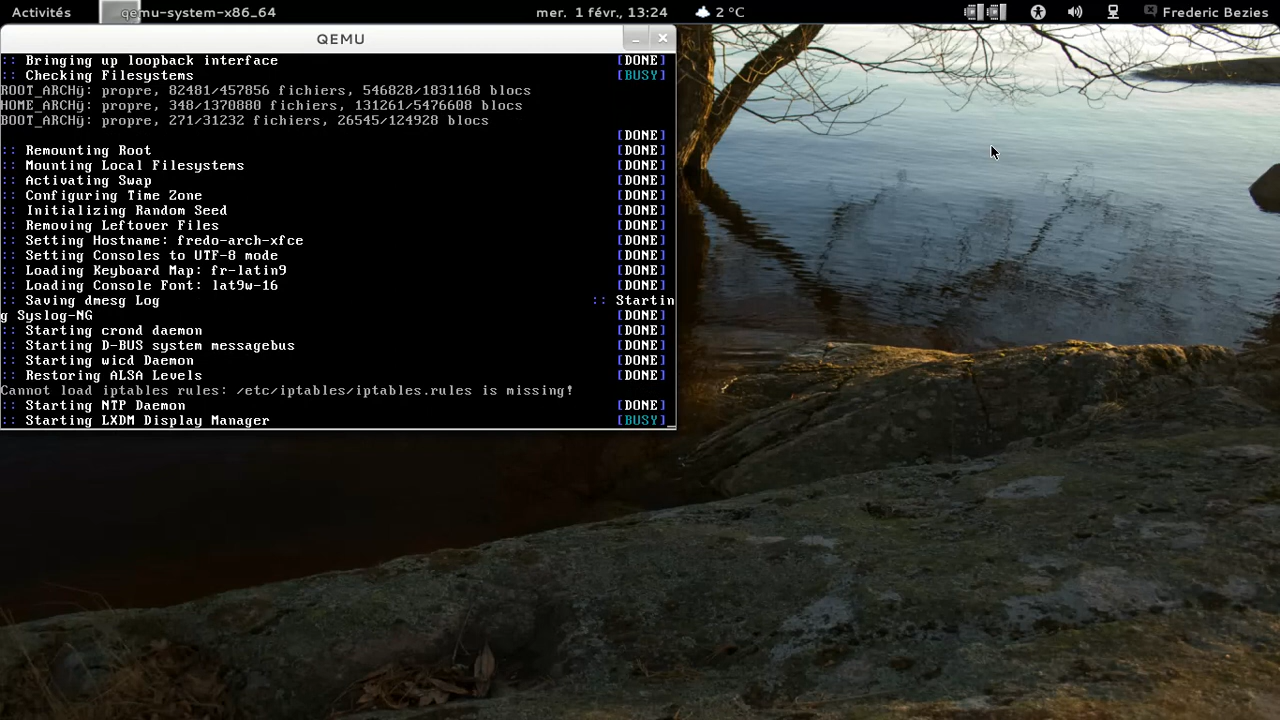 Activités qemu-system-x86_64 mer. 1 févr., 13:24 2 °C Frederic Bezies
QEMU
:: Bringing up loopback interface [DONE]
:: Checking Filesystems [BUSY]
ROOT_ARCHÿ: propre, 82481/457856 fichiers, 546828/1831168 blocs
HOME_ARCHÿ: propre, 348/1370880 fichiers, 131261/5476608 blocs
BOOT_ARCHÿ: propre, 271/31232 fichiers, 26545/124928 blocs
[DONE]
:: Remounting Root [DONE]
:: Mounting Local Filesystems [DONE]
:: Activating Swap [DONE]
:: Configuring Time Zone [DONE]
:: Initializing Random Seed [DONE]
:: Removing Leftover Files [DONE]
:: Setting Hostname: fredo-arch-xfce [DONE]
:: Setting Consoles to UTF-8 mode [DONE]
:: Loading Keyboard Map: fr-latin9 [DONE]
:: Loading Console Font: lat9w-16 [DONE]
:: Saving dmesg Log :: Startin
g Syslog-NG [DONE]
:: Starting crond daemon [DONE]
:: Starting D-BUS system messagebus [DONE]
:: Starting wicd Daemon [DONE]
:: Restoring ALSA Levels [DONE]
Cannot load iptables rules: /etc/iptables/iptables.rules is missing!
:: Starting NTP Daemon [DONE]
:: Starting LXDM Display Manager [BUSY]_